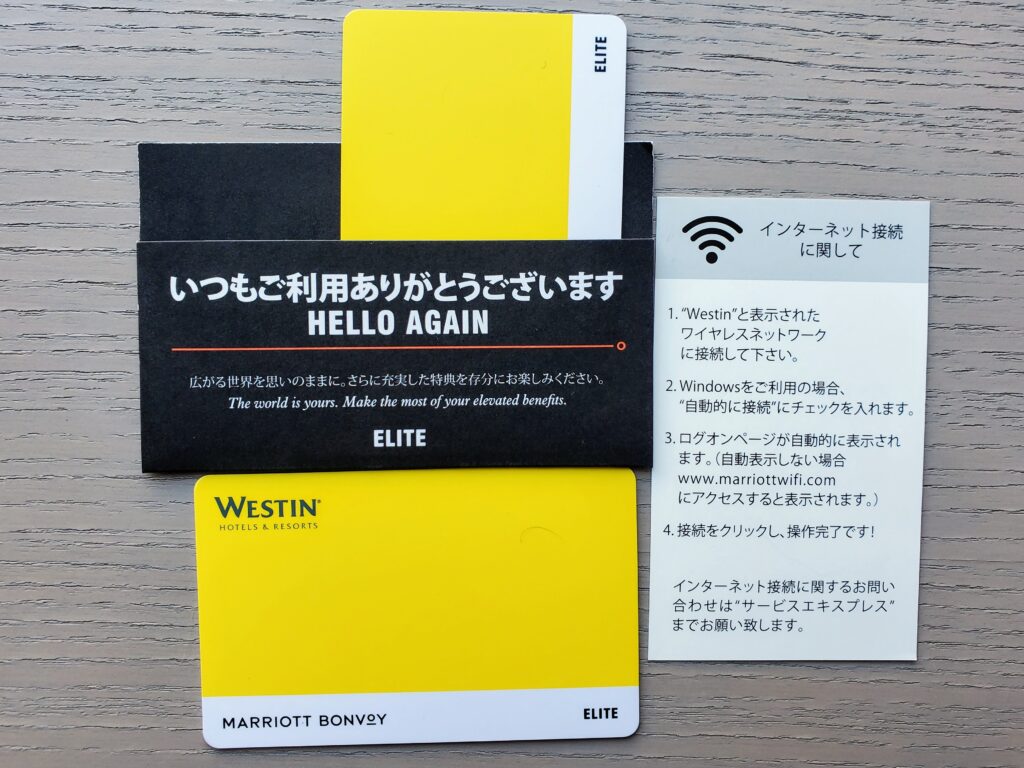 ELITE
いつもご利用ありがとうございます
HELLO AGAIN
広がる世界を思いのままに。さらに充実した特典を存分にお楽しみください。
The world is yours. Make the most of your elevated benefits.
ELITE
WESTIN®
HOTELS & RESORTS
MARRIOTT BONVOY
ELITE
インターネット接続
に関して
1. “Westin”と表示された
ワイヤレスネットワーク
に接続して下さい。
2. Windowsをご利用の場合、
“自動的に接続”にチェックを入れます。
3. ログオンページが自動的に表示され
ます。（自動表示しない場合
www.marriottwifi.com
にアクセスすると表示されます。）
4. 接続をクリックし、操作完了です!
インターネット接続に関するお問い
合わせは“サービスエキスプレス”
までお願い致します。